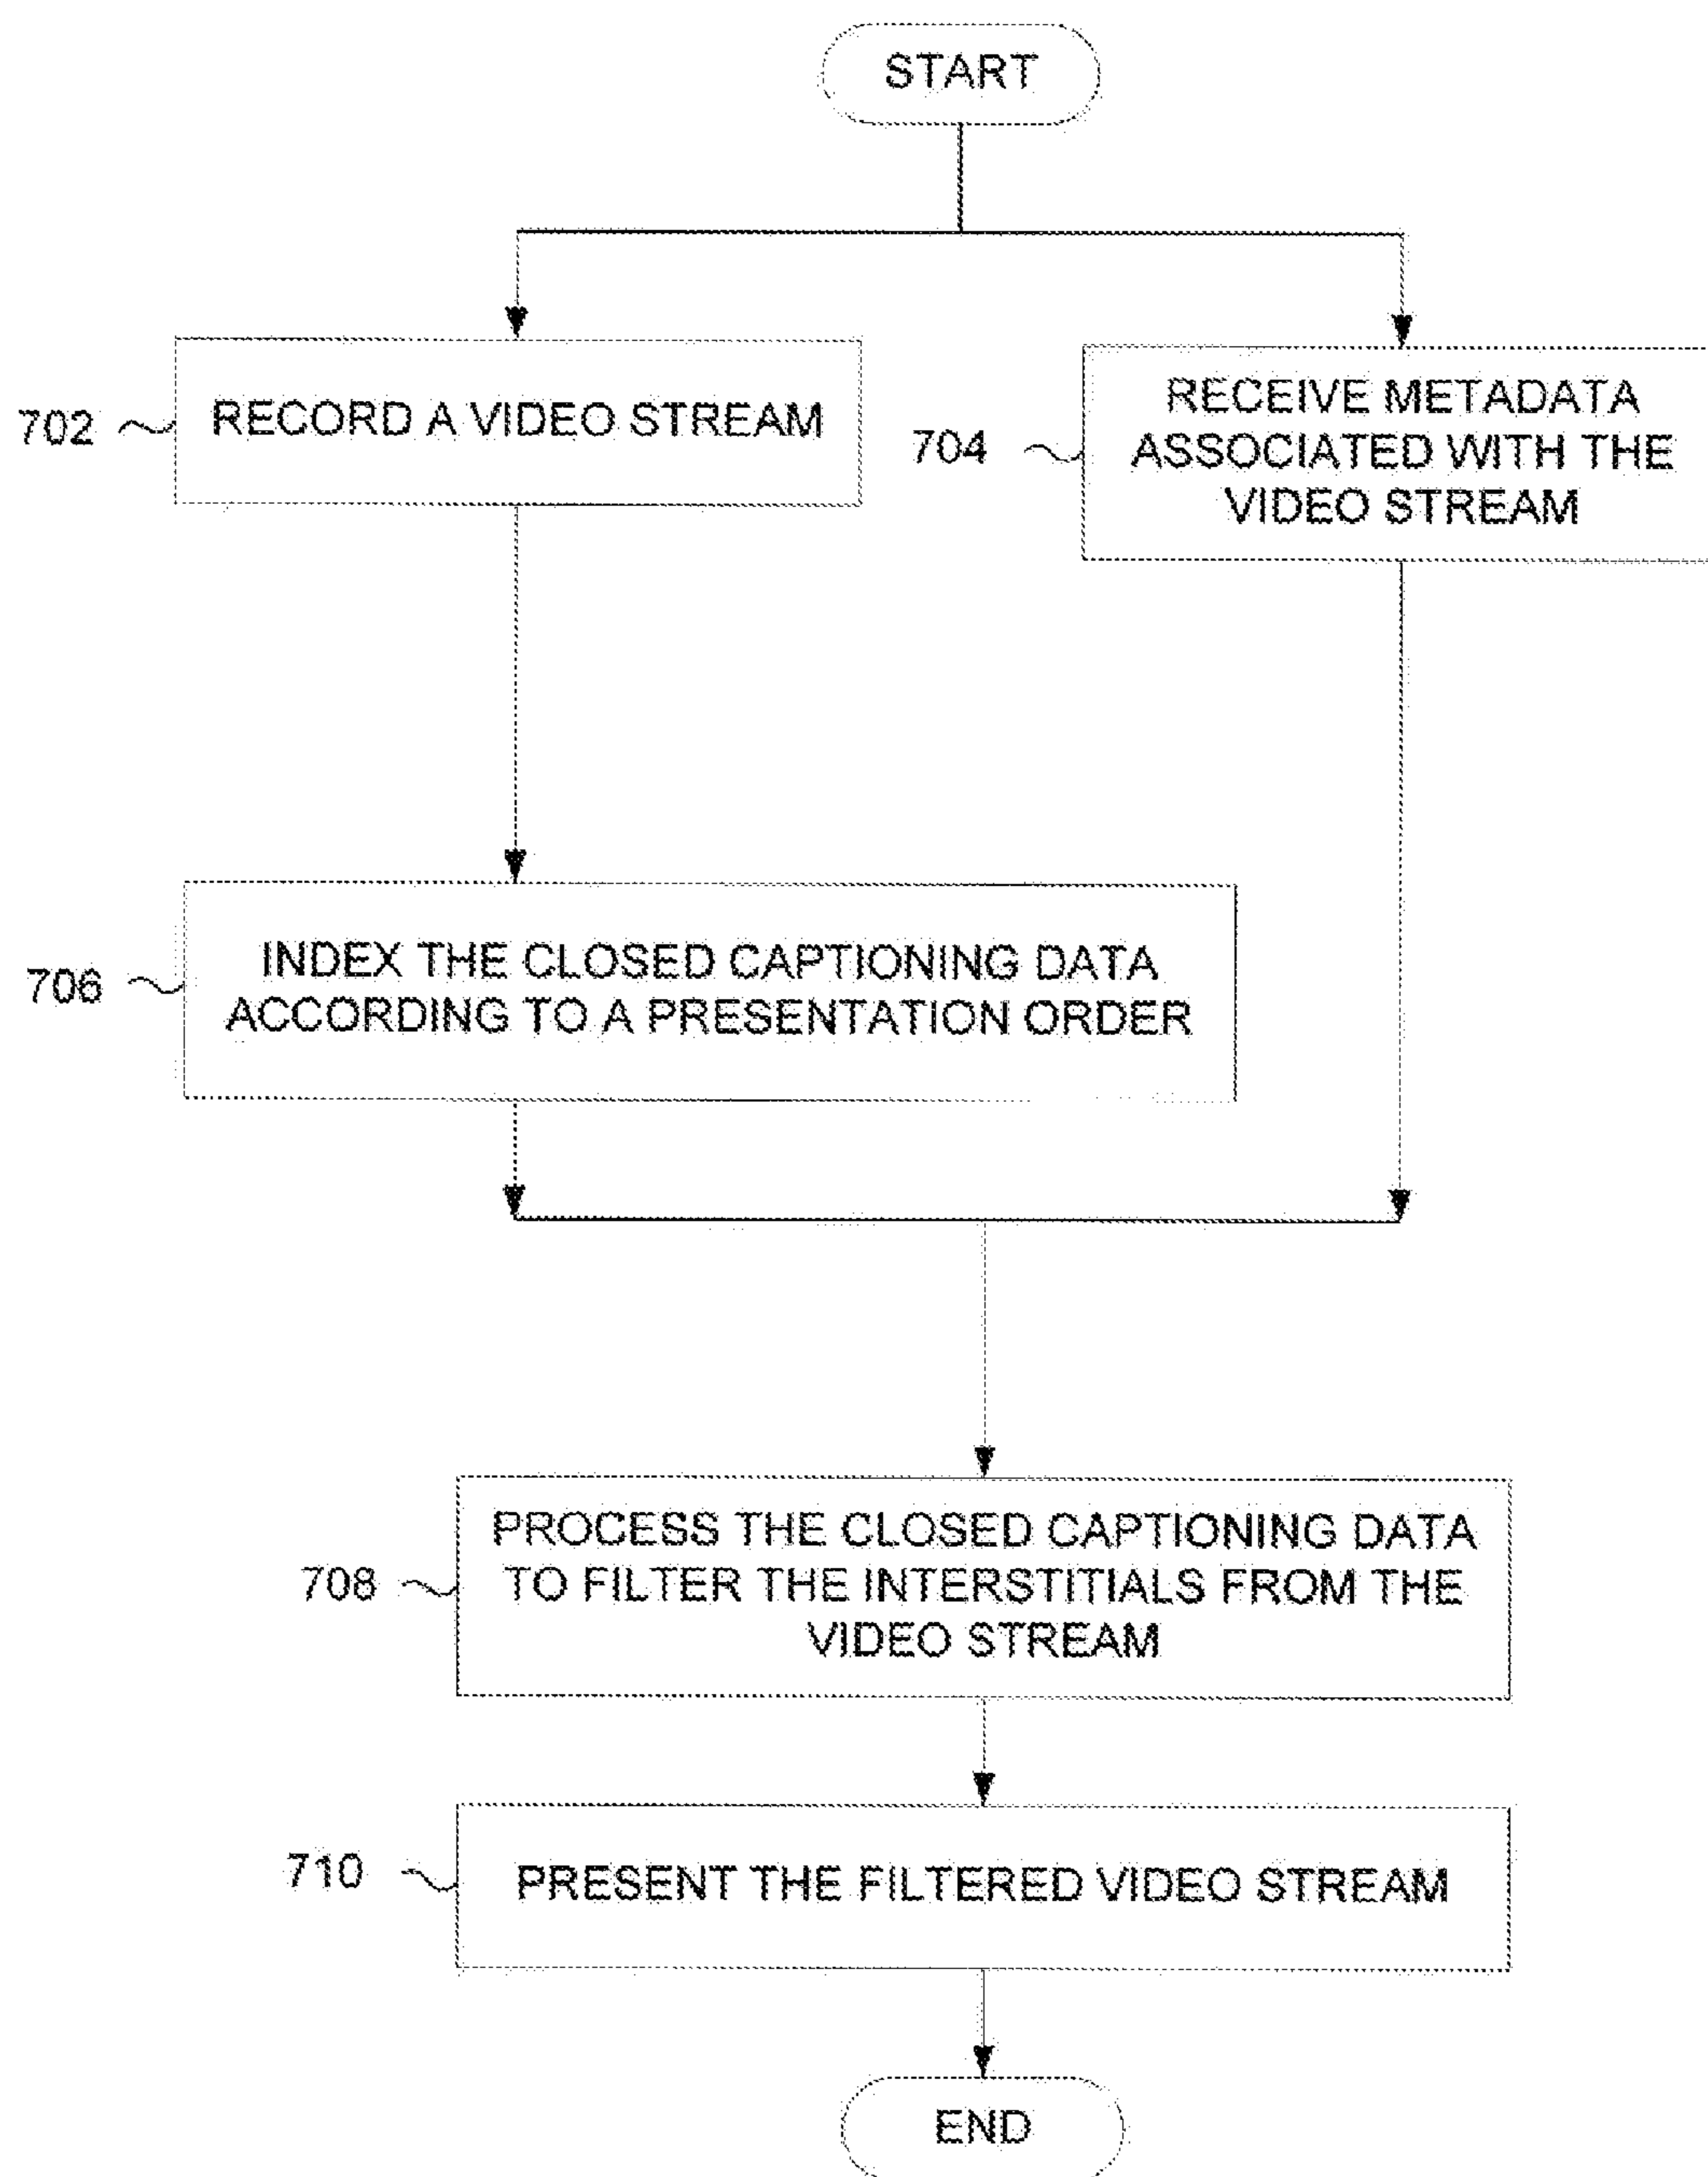 START
702
RECORD A VIDEO STREAM
704
RECEIVE METADATA
ASSOCIATED WITH THE
VIDEO STREAM
706
INDEX THE CLOSED CAPTIONING DATA
ACCORDING TO A PRESENTATION ORDER
708
PROCESS THE CLOSED CAPTIONING DATA
TO FILTER THE INTERSTITIALS FROM THE
VIDEO STREAM
710
PRESENT THE FILTERED VIDEO STREAM
END